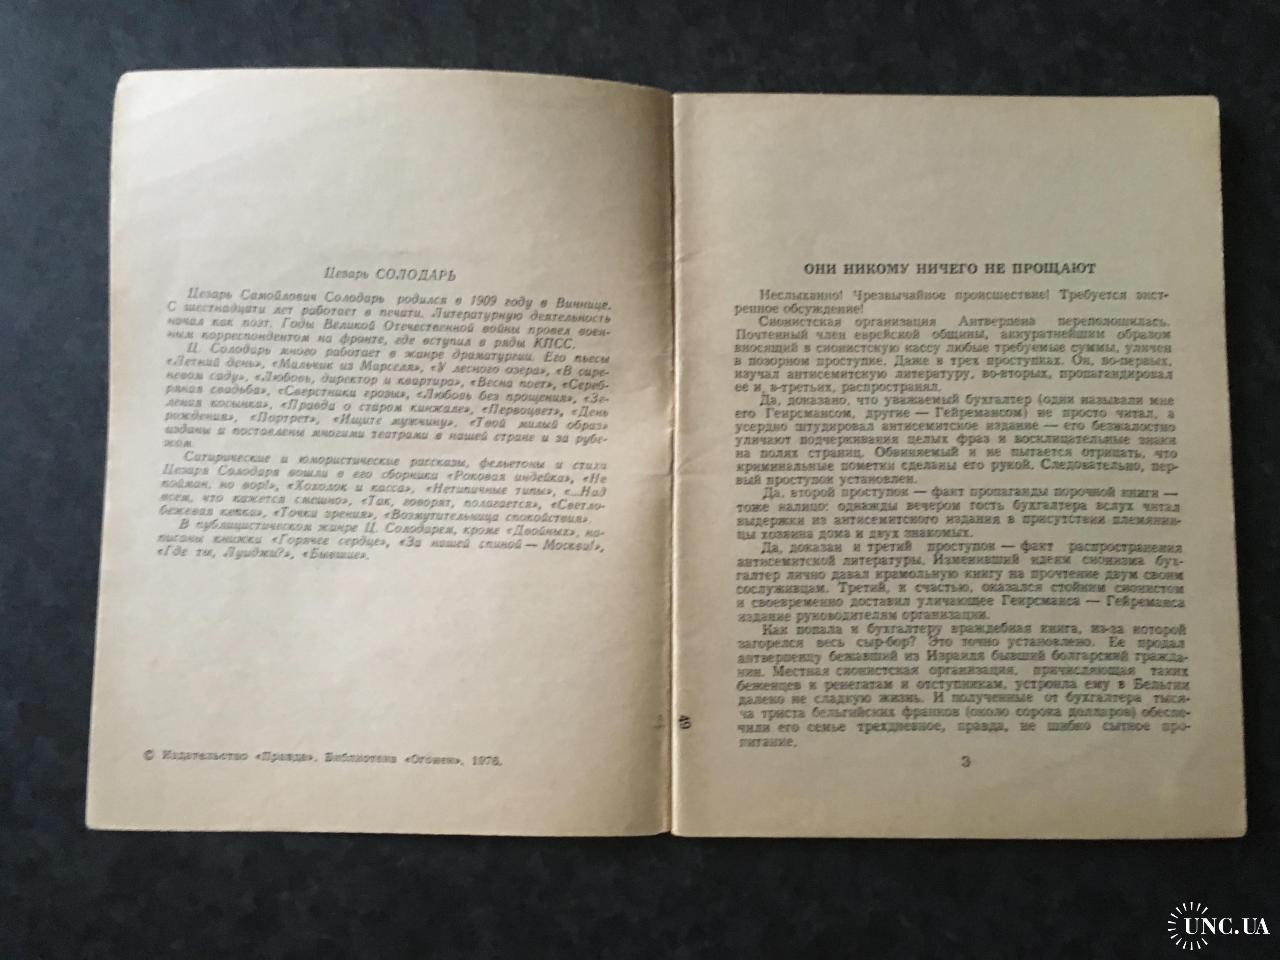 Цезарь СОЛОДАРЬ
Цезарь Самойлович Солодарь родился в 1909 году в Виннице.
С шестнадцати лет работает в печати. Литературную деятельность
начал как поэт. Годы Великой Отечественной войны провел воен-
ным корреспондентом на фронте, где вступил в ряды КПСС.
Ц. Солодарь много работает в жанре драматургии. Его пьесы
«Летний день», «Мальчик из Марселя», «У лесного озера», «В сире-
невом саду», «Любовь, директор и квартира», «Весна поет», «Сереб-
ряная свадьба», «Сверстники грозы», «Любовь без прощения», «Зе-
леная косынка», «Правда о старом кинжале», «Первоцвет», «День
рождения», «Портрет», «Ищите мужчину», «Твой милый образ»
изданы и поставлены многими театрами в нашей стране и за рубе-
жом.
Сатирические и юмористические рассказы, фельетоны и стихи
Цезаря Солодаря вошли в его сборники «Роковая индейка», «Не
пойман, но вор!», «Хохолок и касса», «Нетипичные типы», «...Над
всем, что кажется смешно», «Так, говорят, полагается», «Светло-
бежевая кепка», «Точки зрения», «Возмутительница спокойствия».
В публицистическом жанре Ц. Солодарем, кроме «Двойных», на-
писаны книжки «Горячее сердце», «За нашей спиной — Москва!»,
«Где ты, Луиджи?», «Бывшие».
© Издательство «Правда». Библиотека «Огонек». 1976.
ОНИ НИКОМУ НИЧЕГО НЕ ПРОЩАЮТ
Неслыханно! Чрезвычайное происшествие! Требуется экст-
ренное обсуждение!
Сионистская организация Антверпена переполошилась.
Почтенный член еврейской общины, аккуратнейшим образом
вносящий в сионистскую кассу любые требуемые суммы, уличен
в позорном проступке. Даже в трех проступках. Он, во-первых,
изучал антисемитскую литературу, во-вторых, пропагандировал
ее и, в-третьих, распространял.
Да, доказано, что уважаемый бухгалтер (одни называли мне
его Геирсмансом, другие — Гейремансом) не просто читал, а
усердно штудировал антисемитское издание — его безжалостно
уличают подчеркивания целых фраз и восклицательные знаки
на полях страниц. Обвиняемый и не пытается отрицать, что
криминальные пометки сделаны его рукой. Следовательно, пер-
вый проступок установлен.
Да, второй проступок — факт пропаганды порочной книги —
тоже налицо: однажды вечером гость бухгалтера вслух читал
выдержки из антисемитского издания в присутствии племянни-
цы хозяина дома и двух знакомых.
Да, доказан и третий проступок — факт распространения
антисемитской литературы. Изменивший идеям сионизма бух-
галтер лично давал крамольную книгу на прочтение двум своим
сослуживцам. Третий, к счастью, оказался стойким сионистом
и своевременно доставил уличающее Геирсманса — Гейреманса
издание руководителям организации.
Как попала к бухгалтеру враждебная книга, из-за которой
загорелся весь сыр-бор? Это точно установлено. Ее продал
антверпенцу бежавший из Израиля бывший болгарский гражда-
нин. Местная сионистская организация, причисляющая таких
беженцев к ренегатам и отступникам, устроила ему в Бельгии
далеко не сладкую жизнь. И полученные от бухгалтера тыся-
ча триста бельгийских франков (около сорока долларов) обеспе-
чили его семье трехдневное, правда, не шибко сытное про-
питание.
3
UNC.UA